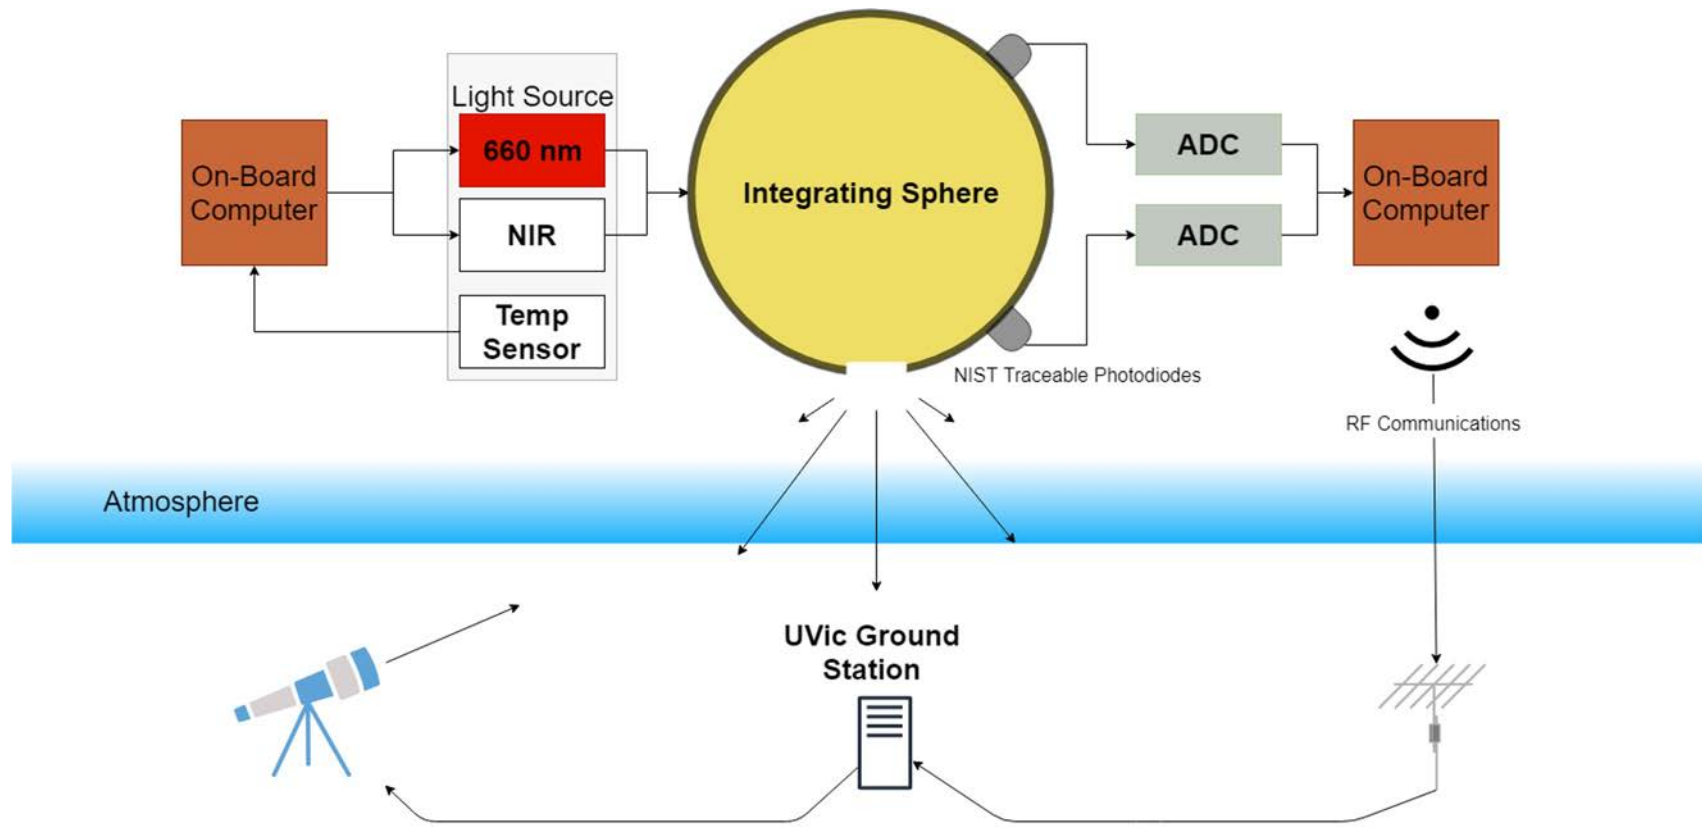 Light Source
660 nm
NIR
Temp
Sensor
On-Board
Computer
Integrating Sphere
ADC
ADC
On-Board
Computer
NIST Traceable Photodiodes
RF Communications
Atmosphere
UVic Ground
Station